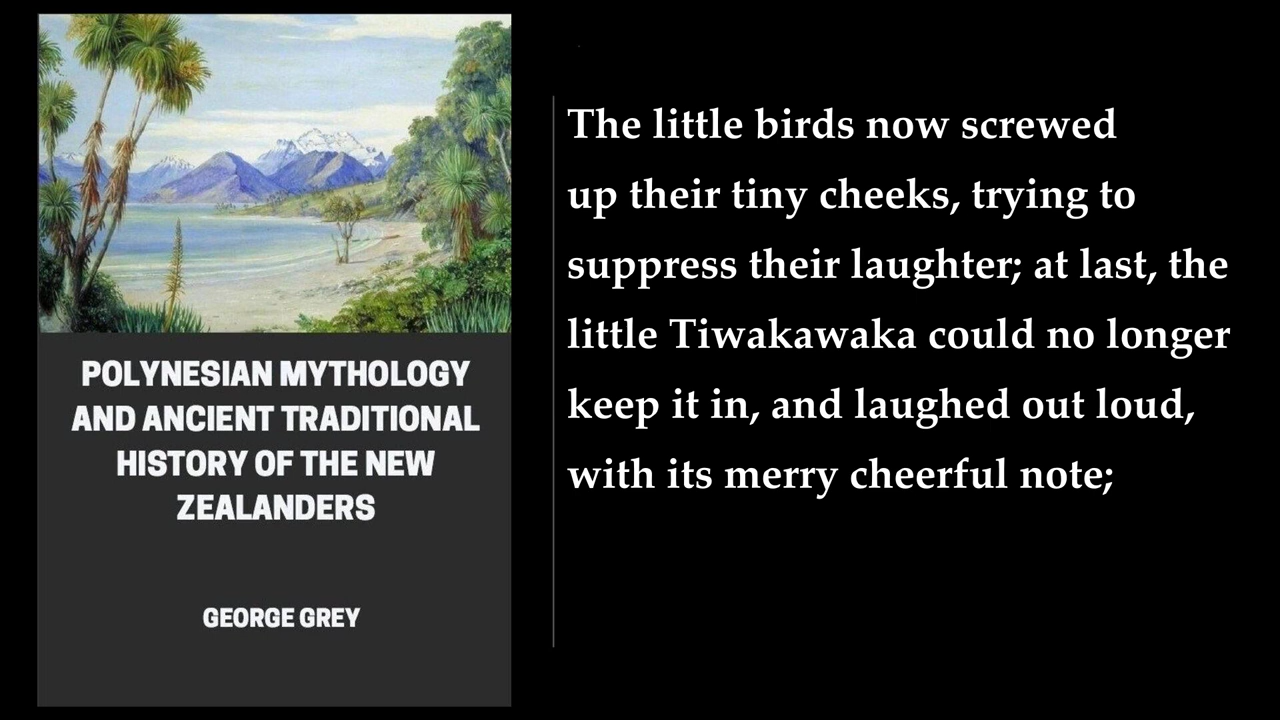 POLYNESIAN MYTHOLOGY
AND ANCIENT TRADITIONAL
HISTORY OF THE NEW
ZEALANDERS
GEORGE GREY
The little birds now screwed
up their tiny cheeks, trying to
suppress their laughter; at last, the
little Tiwakawaka could no longer
keep it in, and laughed out loud,
with its merry cheerful note;